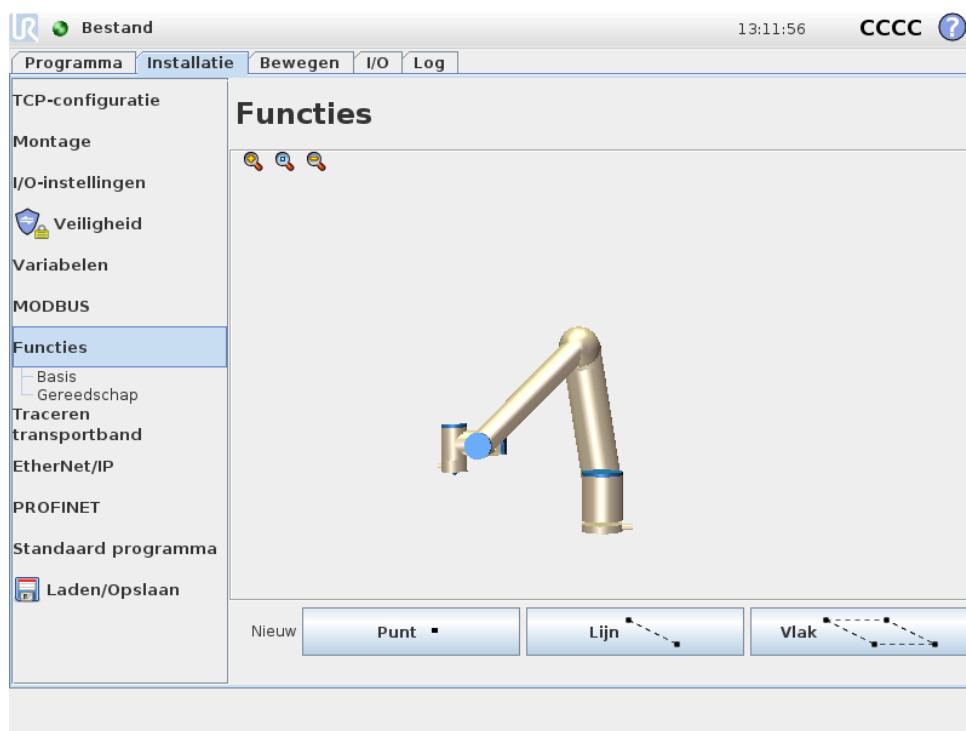 UR Bestand 13:11:56 CCCC ?
Programma Installatie Bewegen I/O Log
TCP-configuratie
Montage
I/O-instellingen
Veiligheid
Variabelen
MODBUS
Functies
Basis
Gereedschap
Traceren
transportband
EtherNet/IP
PROFINET
Standaard programma
Laden/Opslaan
Functies
Nieuw Punt Lijn Vlak